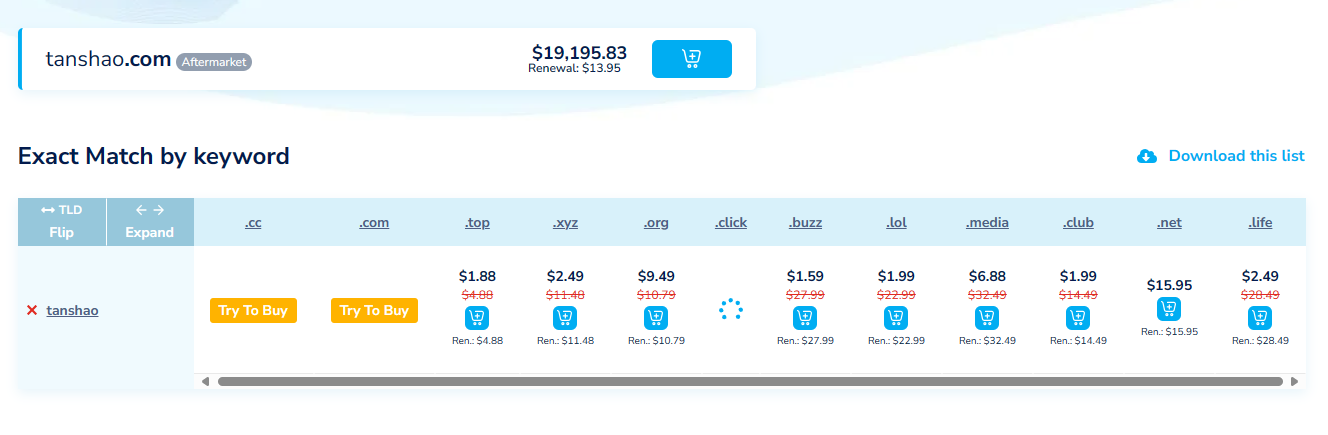 tanshao.com Aftermarket
$19,195.83
Renewal: $13.95
Exact Match by keyword
Download this list
TLD
Flip
Expand
.cc .com .top .xyz .org .click .buzz .lol .media .club .net .life
tanshao
Try To Buy
Try To Buy
$1.88
$4.88
Ren.: $4.88
$2.49
$11.48
Ren.: $11.48
$9.49
$10.79
Ren.: $10.79
$1.59
$27.99
Ren.: $27.99
$1.99
$22.99
Ren.: $22.99
$6.88
$32.49
Ren.: $32.49
$1.99
$14.49
Ren.: $14.49
$15.95
Ren.: $15.95
$2.49
$28.49
Ren.: $28.49